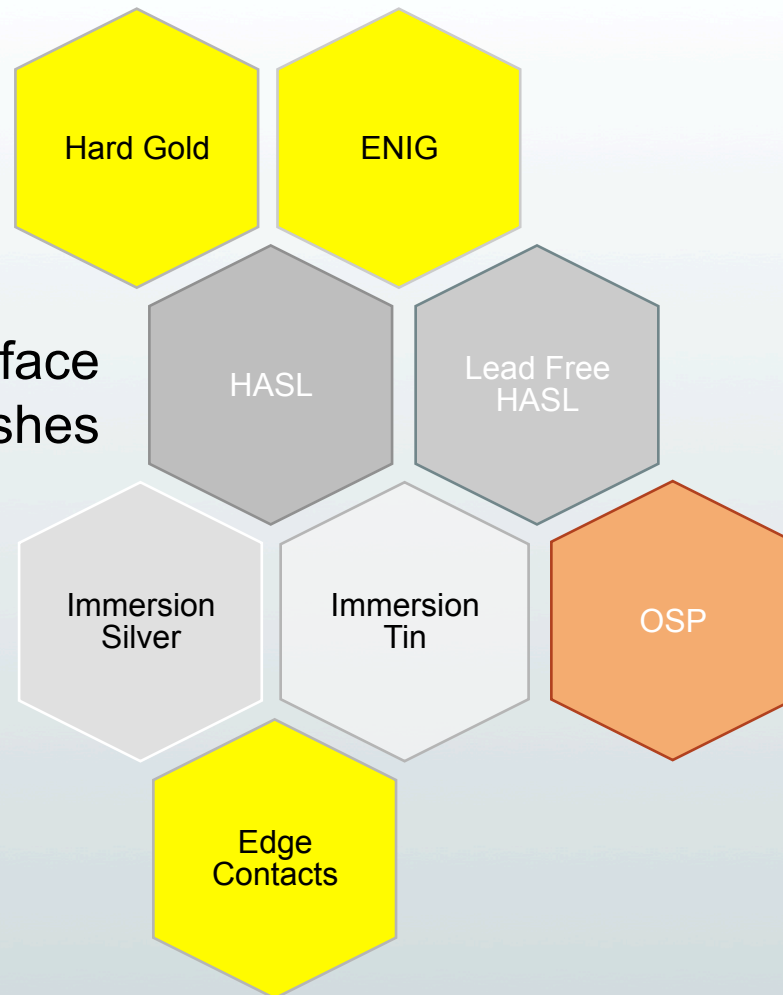 Hard Gold
ENIG
face
shes
HASL
Lead Free
HASL
Immersion
Silver
Immersion
Tin
OSP
Edge
Contacts